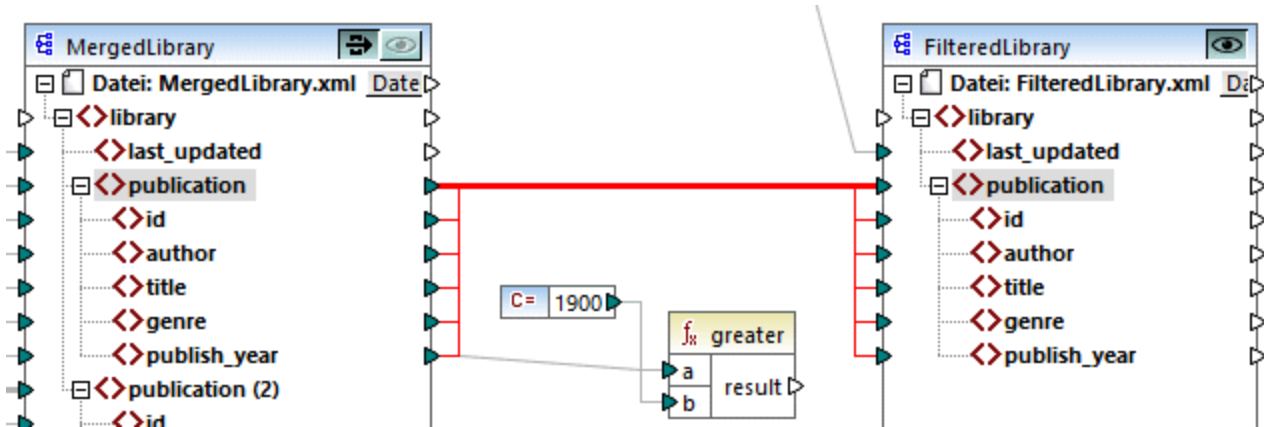 MergedLibrary
Datei: MergedLibrary.xml Date
library
last_updated
publication
id
author
title
genre
publish_year
publication (2)
id
C= 1900
fx greater
a
b
result
FilteredLibrary
Datei: FilteredLibrary.xml Da
library
last_updated
publication
id
author
title
genre
publish_year